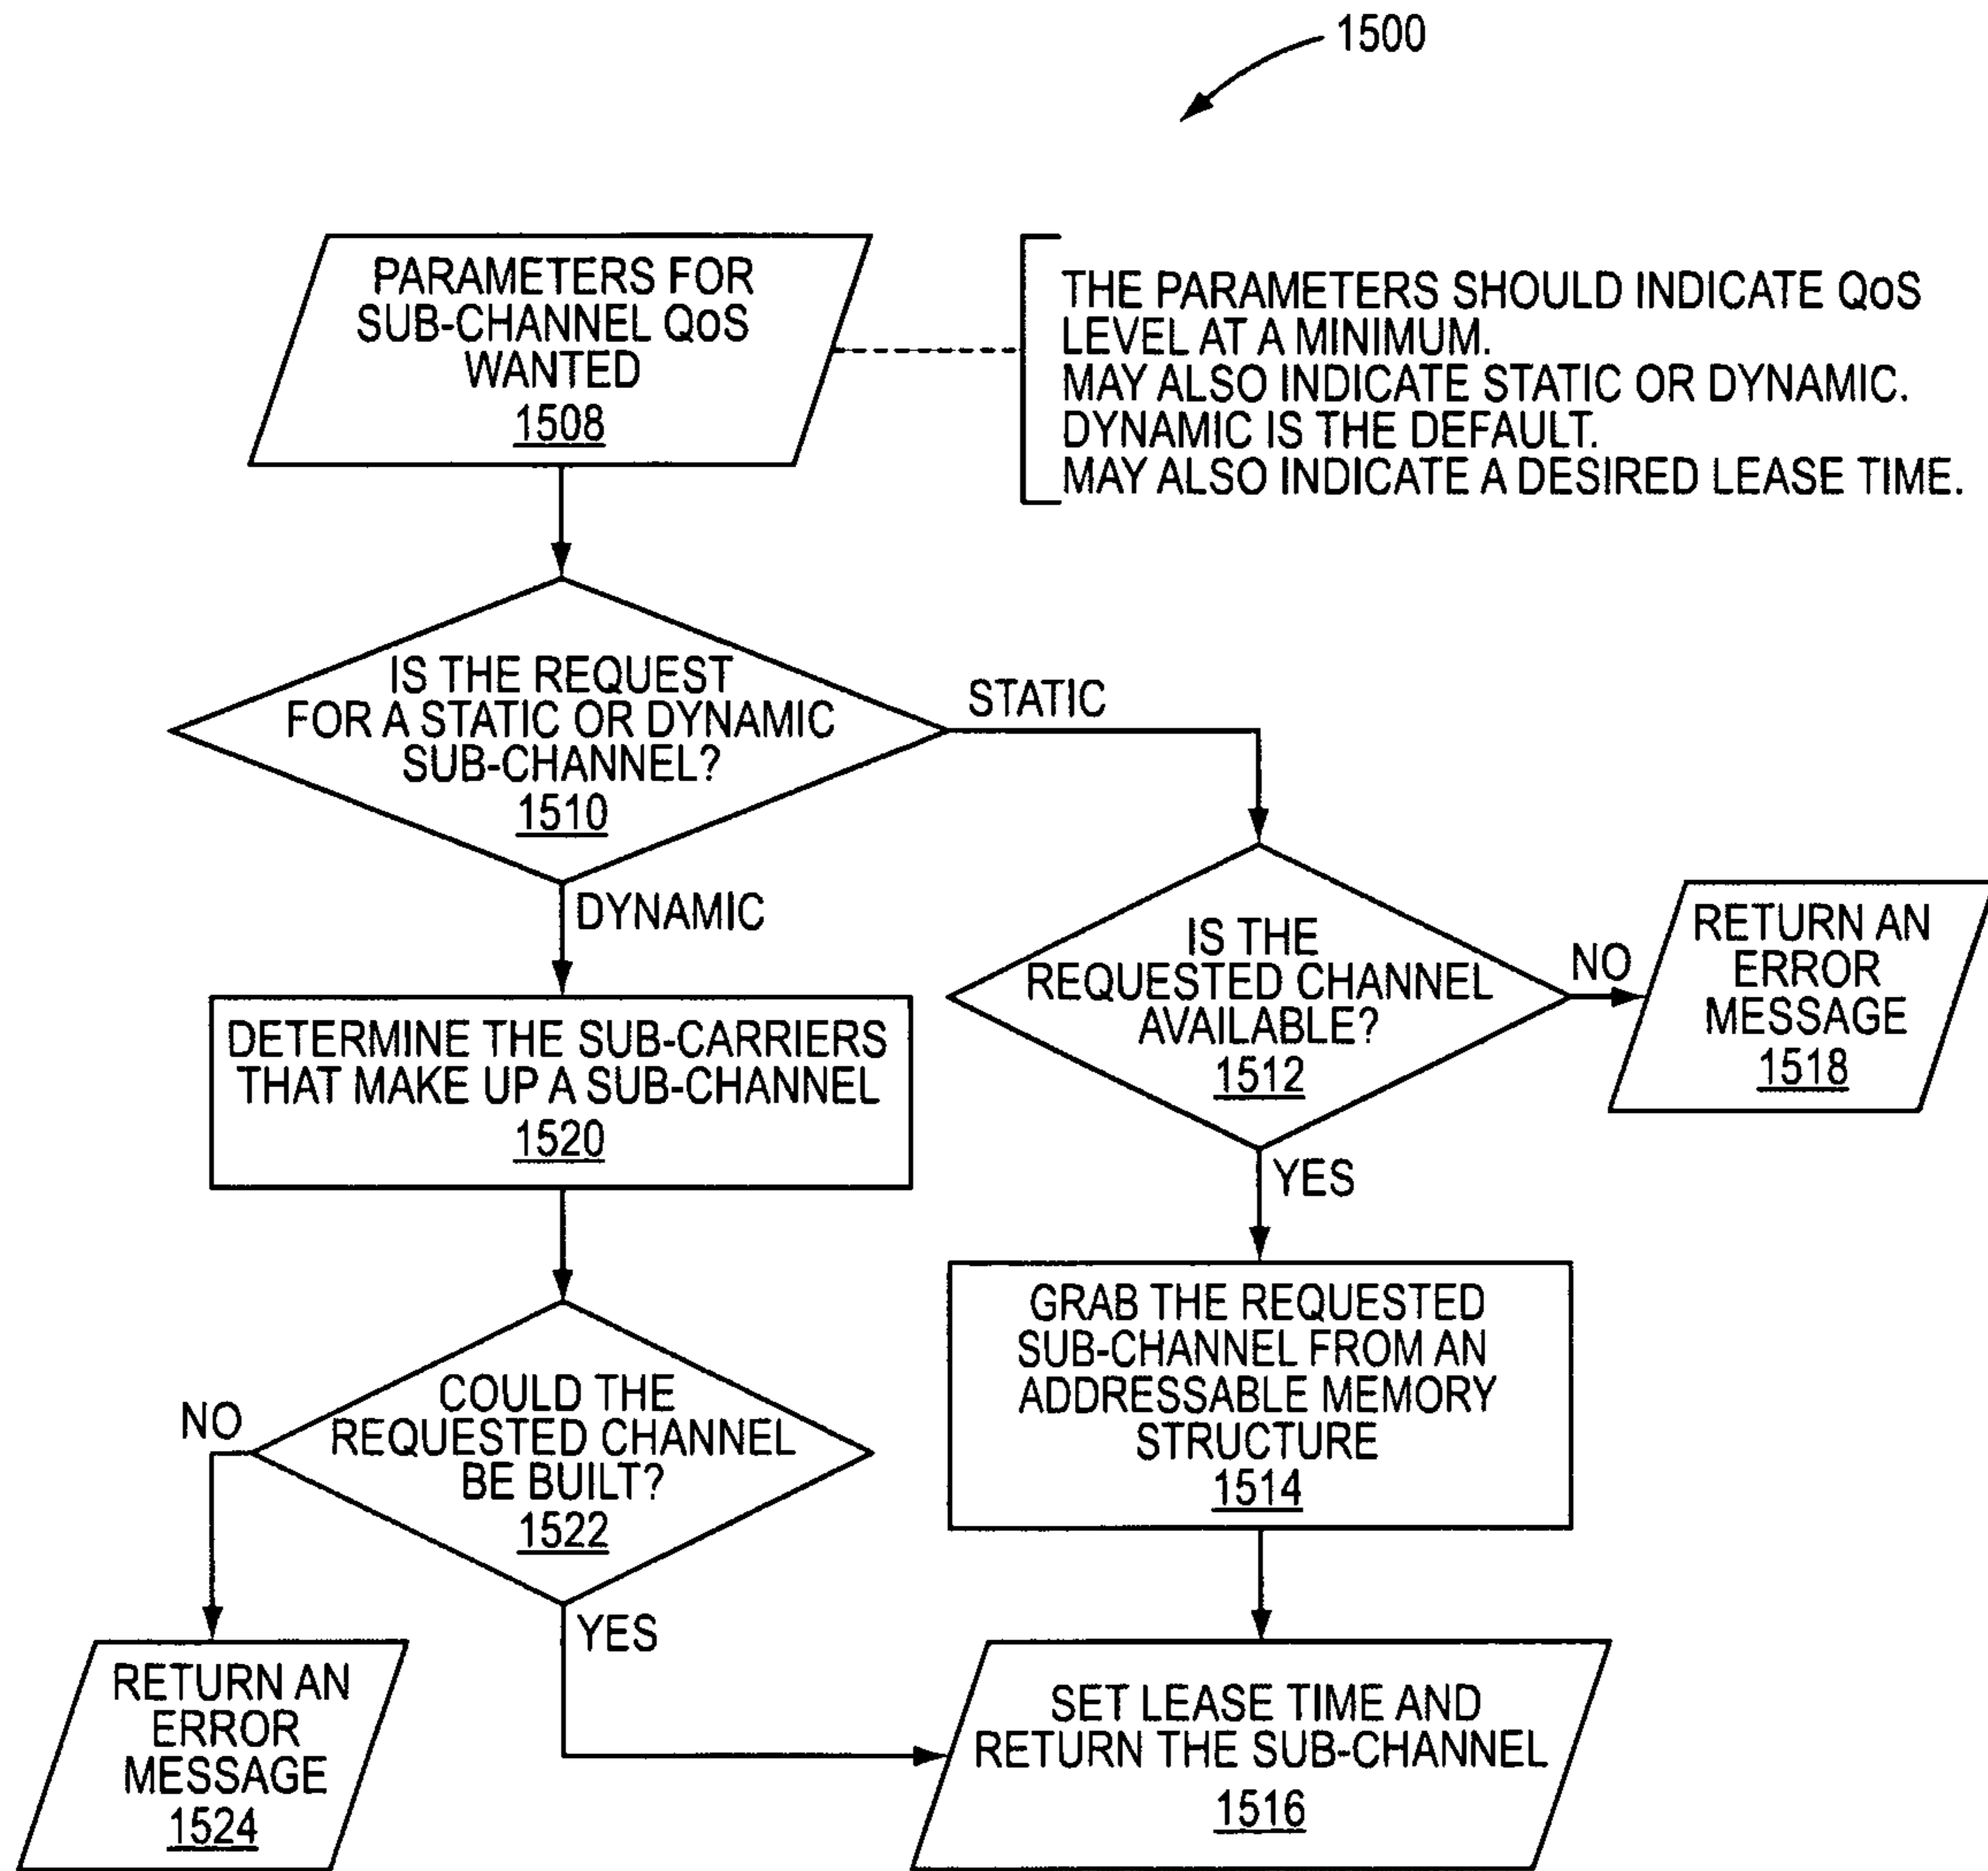 1500
PARAMETERS FOR
SUB-CHANNEL QoS
WANTED
1508
THE PARAMETERS SHOULD INDICATE QoS
LEVEL AT A MINIMUM.
MAY ALSO INDICATE STATIC OR DYNAMIC.
DYNAMIC IS THE DEFAULT.
MAY ALSO INDICATE A DESIRED LEASE TIME.
IS THE REQUEST
FOR A STATIC OR DYNAMIC
SUB-CHANNEL?
1510
STATIC
DYNAMIC
IS THE
REQUESTED CHANNEL
AVAILABLE?
1512
NO
RETURN AN
ERROR
MESSAGE
1518
DETERMINE THE SUB-CARRIERS
THAT MAKE UP A SUB-CHANNEL
1520
YES
GRAB THE REQUESTED
SUB-CHANNEL FROM AN
ADDRESSABLE MEMORY
STRUCTURE
1514
COULD THE
REQUESTED CHANNEL
BE BUILT?
1522
NO
YES
RETURN AN
ERROR
MESSAGE
1524
SET LEASE TIME AND
RETURN THE SUB-CHANNEL
1516